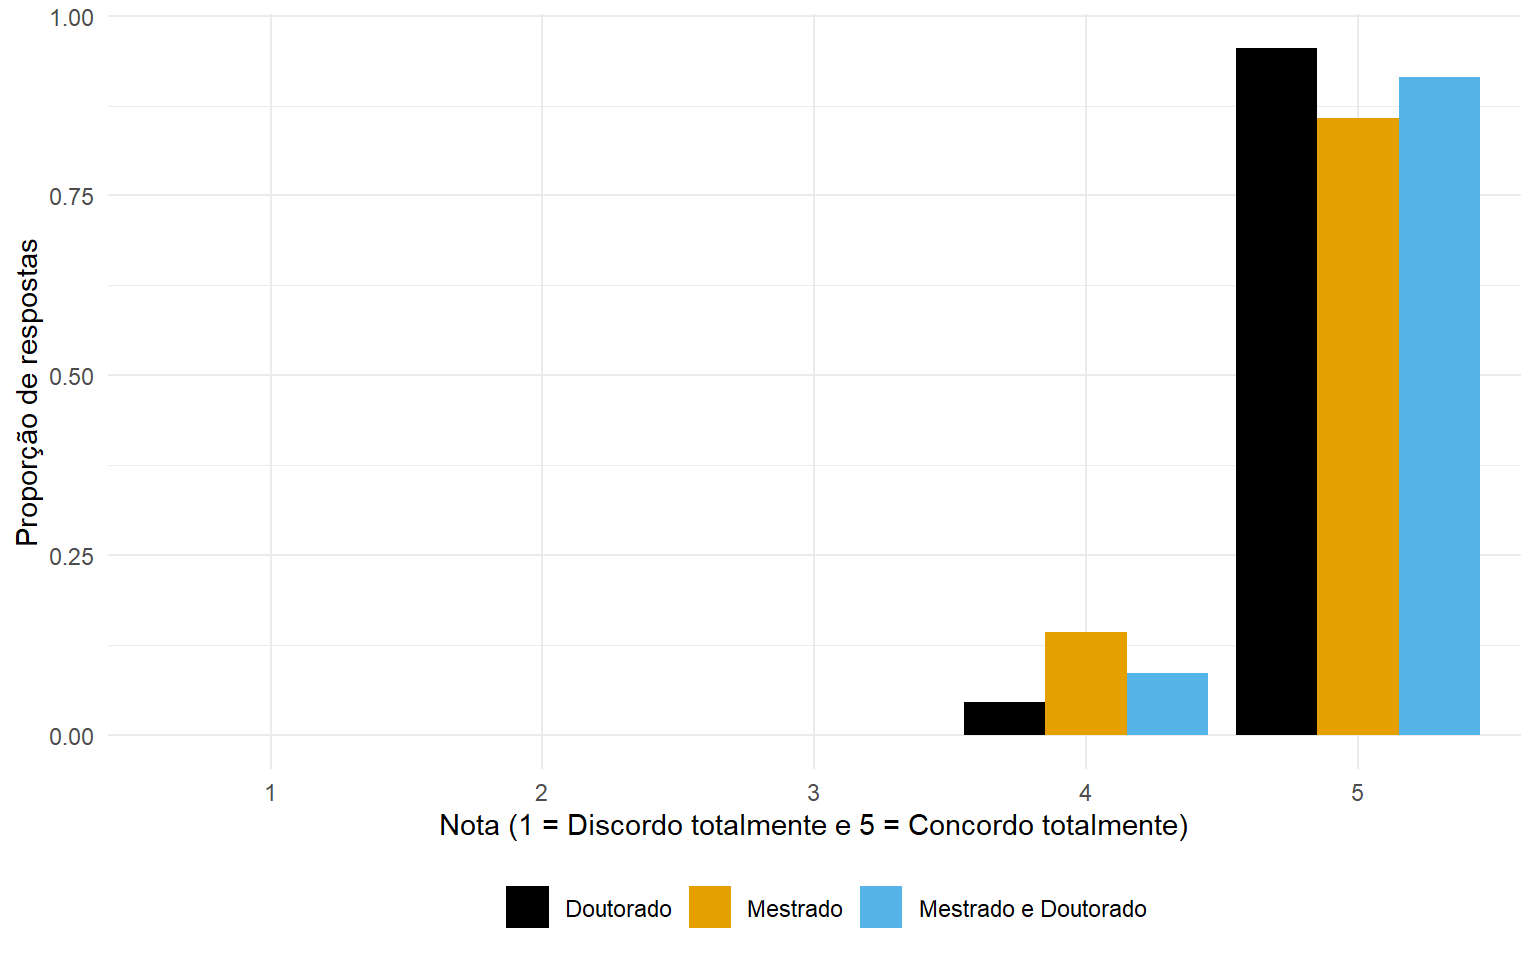 1.00
0.75
0.50
0.25
0.00
Proporção de respostas
1 2 3 4 5
Nota (1 = Discordo totalmente e 5 = Concordo totalmente)
Doutorado Mestrado Mestrado e Doutorado